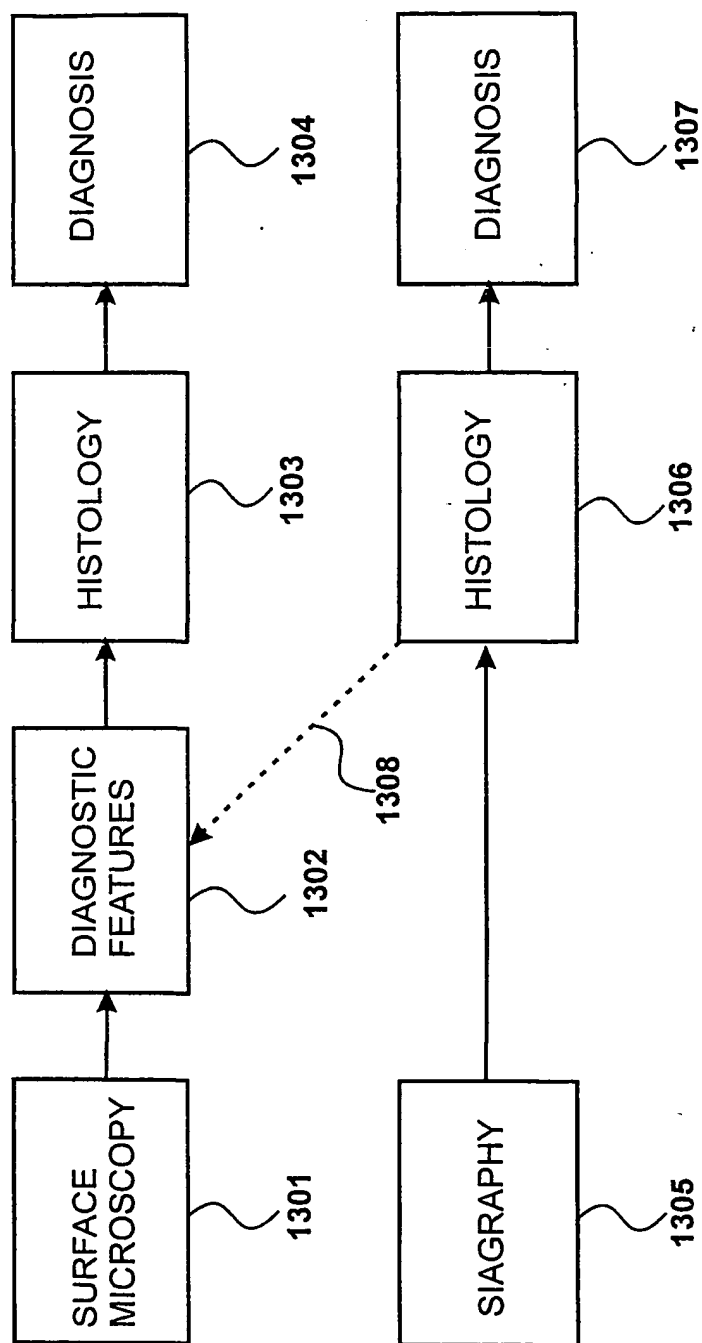 SURFACE
MICROSCOPY
1301
DIAGNOSTIC
FEATURES
1302
HISTOLOGY
1303
DIAGNOSIS
1304
1308
SIAGRAPHY
1305
HISTOLOGY
1306
DIAGNOSIS
1307